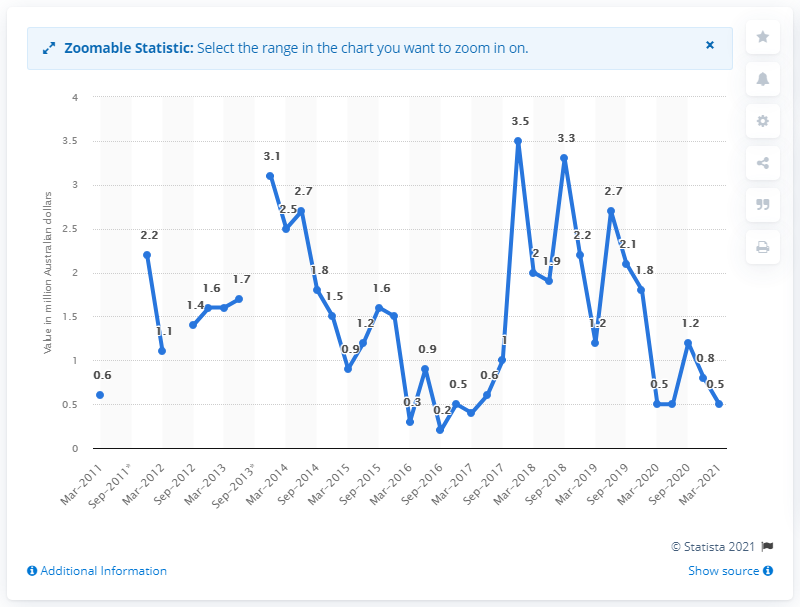 Zoomable Statistic: Select the range in the chart you want to zoom in on.
×
Value in million Australian dollars
4
3.5
3
2.5
2
1.5
1
0.5
0
0.6
2.2
1.1
1.4
1.6
1.7
3.1
2.5
2.7
1.8
1.5
0.9
1.2
1.6
0.3
0.9
0.2
0.5
0.6
1
3.5
2
1.9
3.3
2.2
1.2
2.7
2.1
1.8
0.5
1.2
0.8
0.5
Mar–2011
Sep–2011*
Mar–2012
Sep–2012
Mar–2013
Sep–2013*
Mar–2014
Sep–2014
Mar–2015
Sep–2015
Mar–2016
Sep–2016
Mar–2017
Sep–2017
Mar–2018
Sep–2018
Mar–2019
Sep–2019
Mar–2020
Sep–2020
Mar–2021
© Statista 2021
Additional Information
Show source